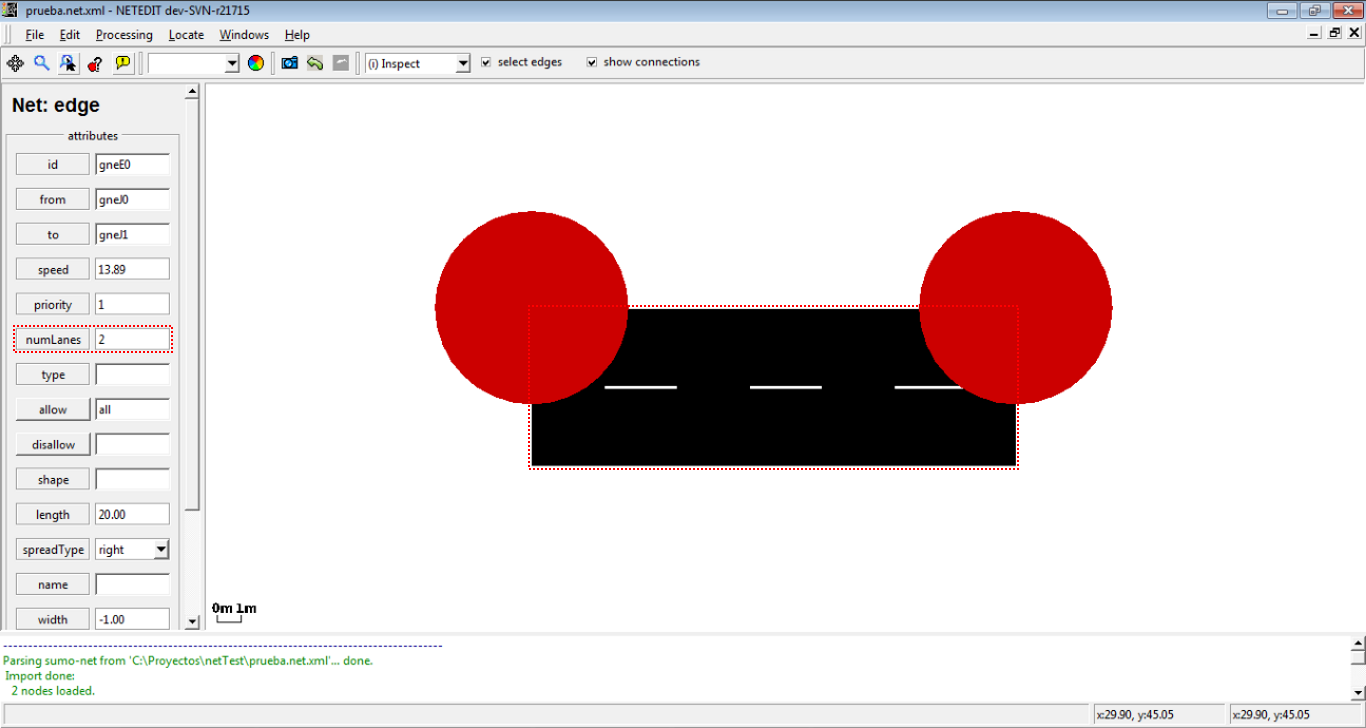 prueba.net.xml - NETEDIT dev-SVN-r21715
File Edit Processing Locate Windows Help
(i) Inspect select edges show connections
Net: edge
attributes
id gneE0
from gneJ0
to gneJ1
speed 13.89
priority 1
numLanes 2
type
allow all
disallow
shape
length 20.00
spreadType right
name
width -1.00
0m 1m
--------------------------------------------------------------------------------
Parsing sumo-net from 'C:\Proyectos\netTest\prueba.net.xml'... done.
Import done:
2 nodes loaded.
x:29.90, y:45.05 x:29.90, y:45.05